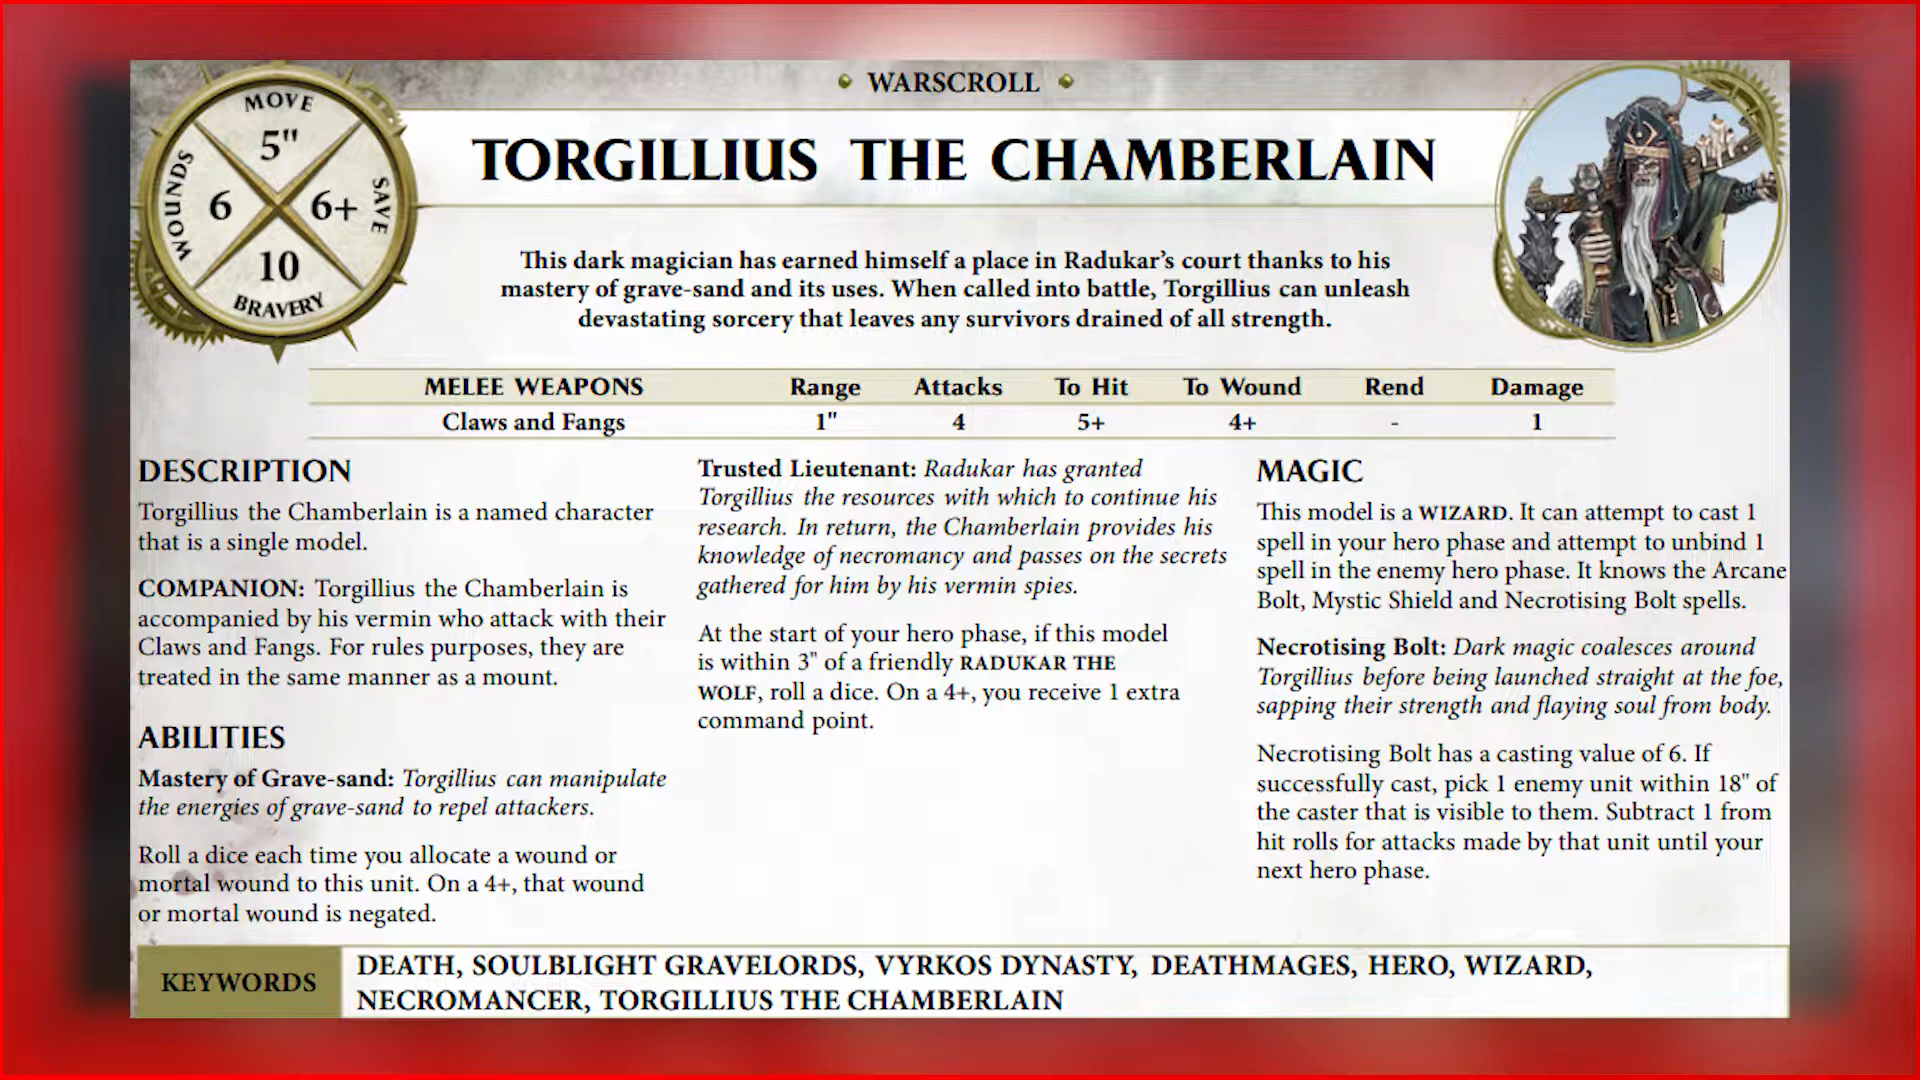 WARSCROLL
MOVE
5"
WOUNDS
6
6+
SAVE
10
BRAVERY
TORGILLIUS THE CHAMBERLAIN
This dark magician has earned himself a place in Radukar's court thanks to his
mastery of grave-sand and its uses. When called into battle, Torgillius can unleash
devastating sorcery that leaves any survivors drained of all strength.
MELEE WEAPONS Range Attacks To Hit To Wound Rend Damage
Claws and Fangs 1" 4 5+ 4+ - 1
DESCRIPTION
Torgillius the Chamberlain is a named character
that is a single model.
COMPANION: Torgillius the Chamberlain is
accompanied by his vermin who attack with their
Claws and Fangs. For rules purposes, they are
treated in the same manner as a mount.
ABILITIES
Mastery of Grave-sand: Torgillius can manipulate
the energies of grave-sand to repel attackers.
Roll a dice each time you allocate a wound or
mortal wound to this unit. On a 4+, that wound
or mortal wound is negated.
Trusted Lieutenant: Radukar has granted
Torgillius the resources with which to continue his
research. In return, the Chamberlain provides his
knowledge of necromancy and passes on the secrets
gathered for him by his vermin spies.
At the start of your hero phase, if this model
is within 3" of a friendly RADUKAR THE
WOLF, roll a dice. On a 4+, you receive 1 extra
command point.
MAGIC
This model is a WIZARD. It can attempt to cast 1
spell in your hero phase and attempt to unbind 1
spell in the enemy hero phase. It knows the Arcane
Bolt, Mystic Shield and Necrotising Bolt spells.
Necrotising Bolt: Dark magic coalesces around
Torgillius before being launched straight at the foe,
sapping their strength and flaying soul from body.
Necrotising Bolt has a casting value of 6. If
successfully cast, pick 1 enemy unit within 18" of
the caster that is visible to them. Subtract 1 from
hit rolls for attacks made by that unit until your
next hero phase.
KEYWORDS
DEATH, SOULBLIGHT GRAVELORDS, VYRKOS DYNASTY, DEATHMAGES, HERO, WIZARD,
NECROMANCER, TORGILLIUS THE CHAMBERLAIN